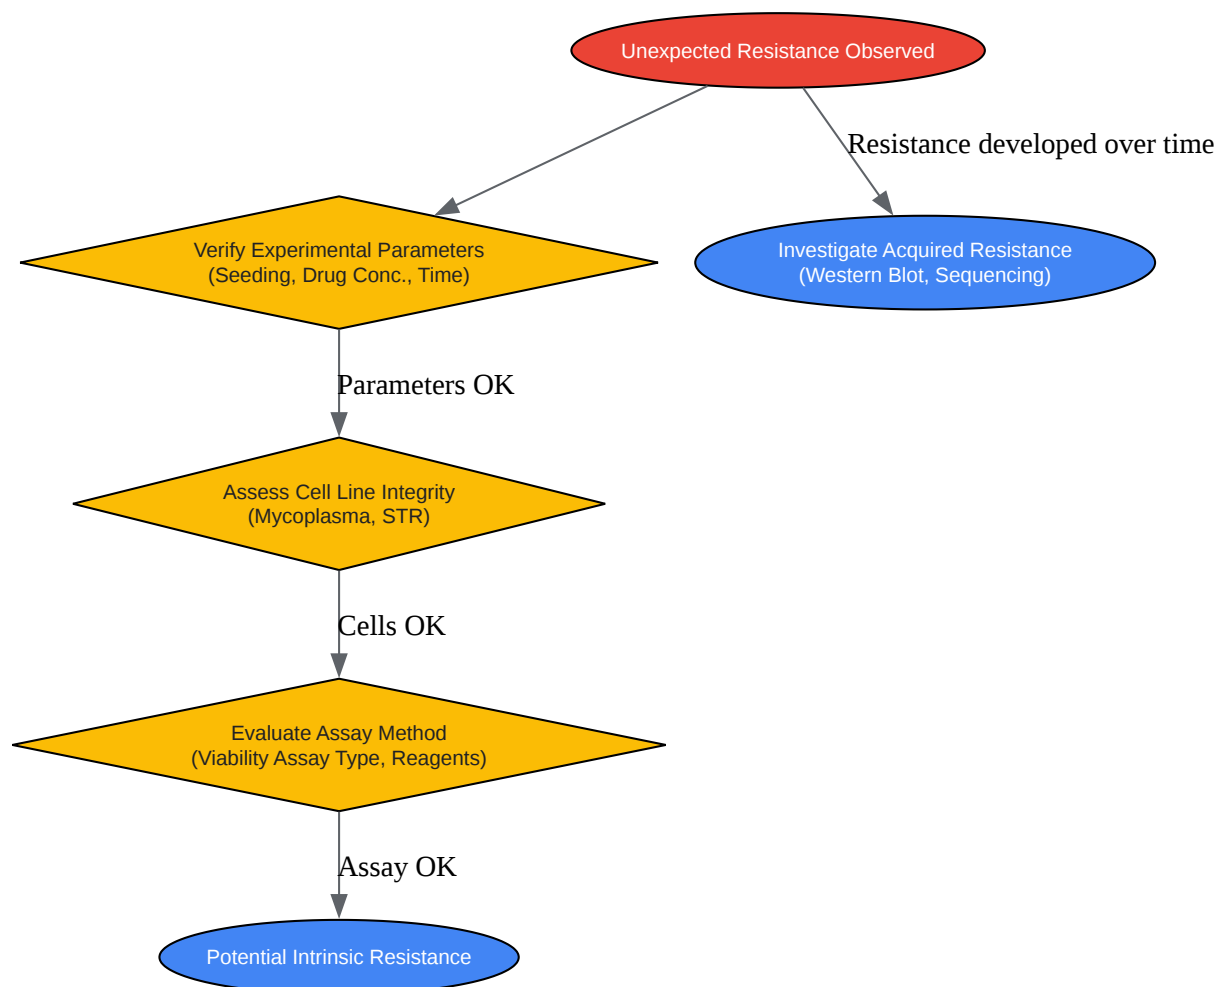 Unexpected Resistance Observed
Resistance developed over time
Verify Experimental Parameters
(Seeding, Drug Conc., Time)
Investigate Acquired Resistance
(Western Blot, Sequencing)
Parameters OK
Assess Cell Line Integrity
(Mycoplasma, STR)
Cells OK
Evaluate Assay Method
(Viability Assay Type, Reagents)
Assay OK
Potential Intrinsic Resistance